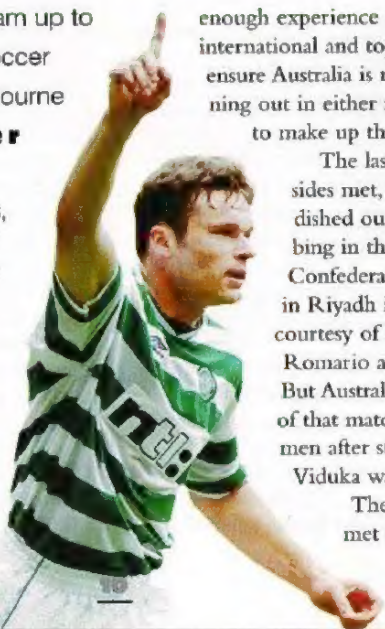 am up to
occer
ourne
enough experience
international and to
ensure Australia is
ning out in either
to make up th
The las
sides met,
dished ou
bing in th
Confedera
in Riyadh
courtesy of
Romario a
But Austral
of that matc
men after s
Viduka w
The
met
ntl: